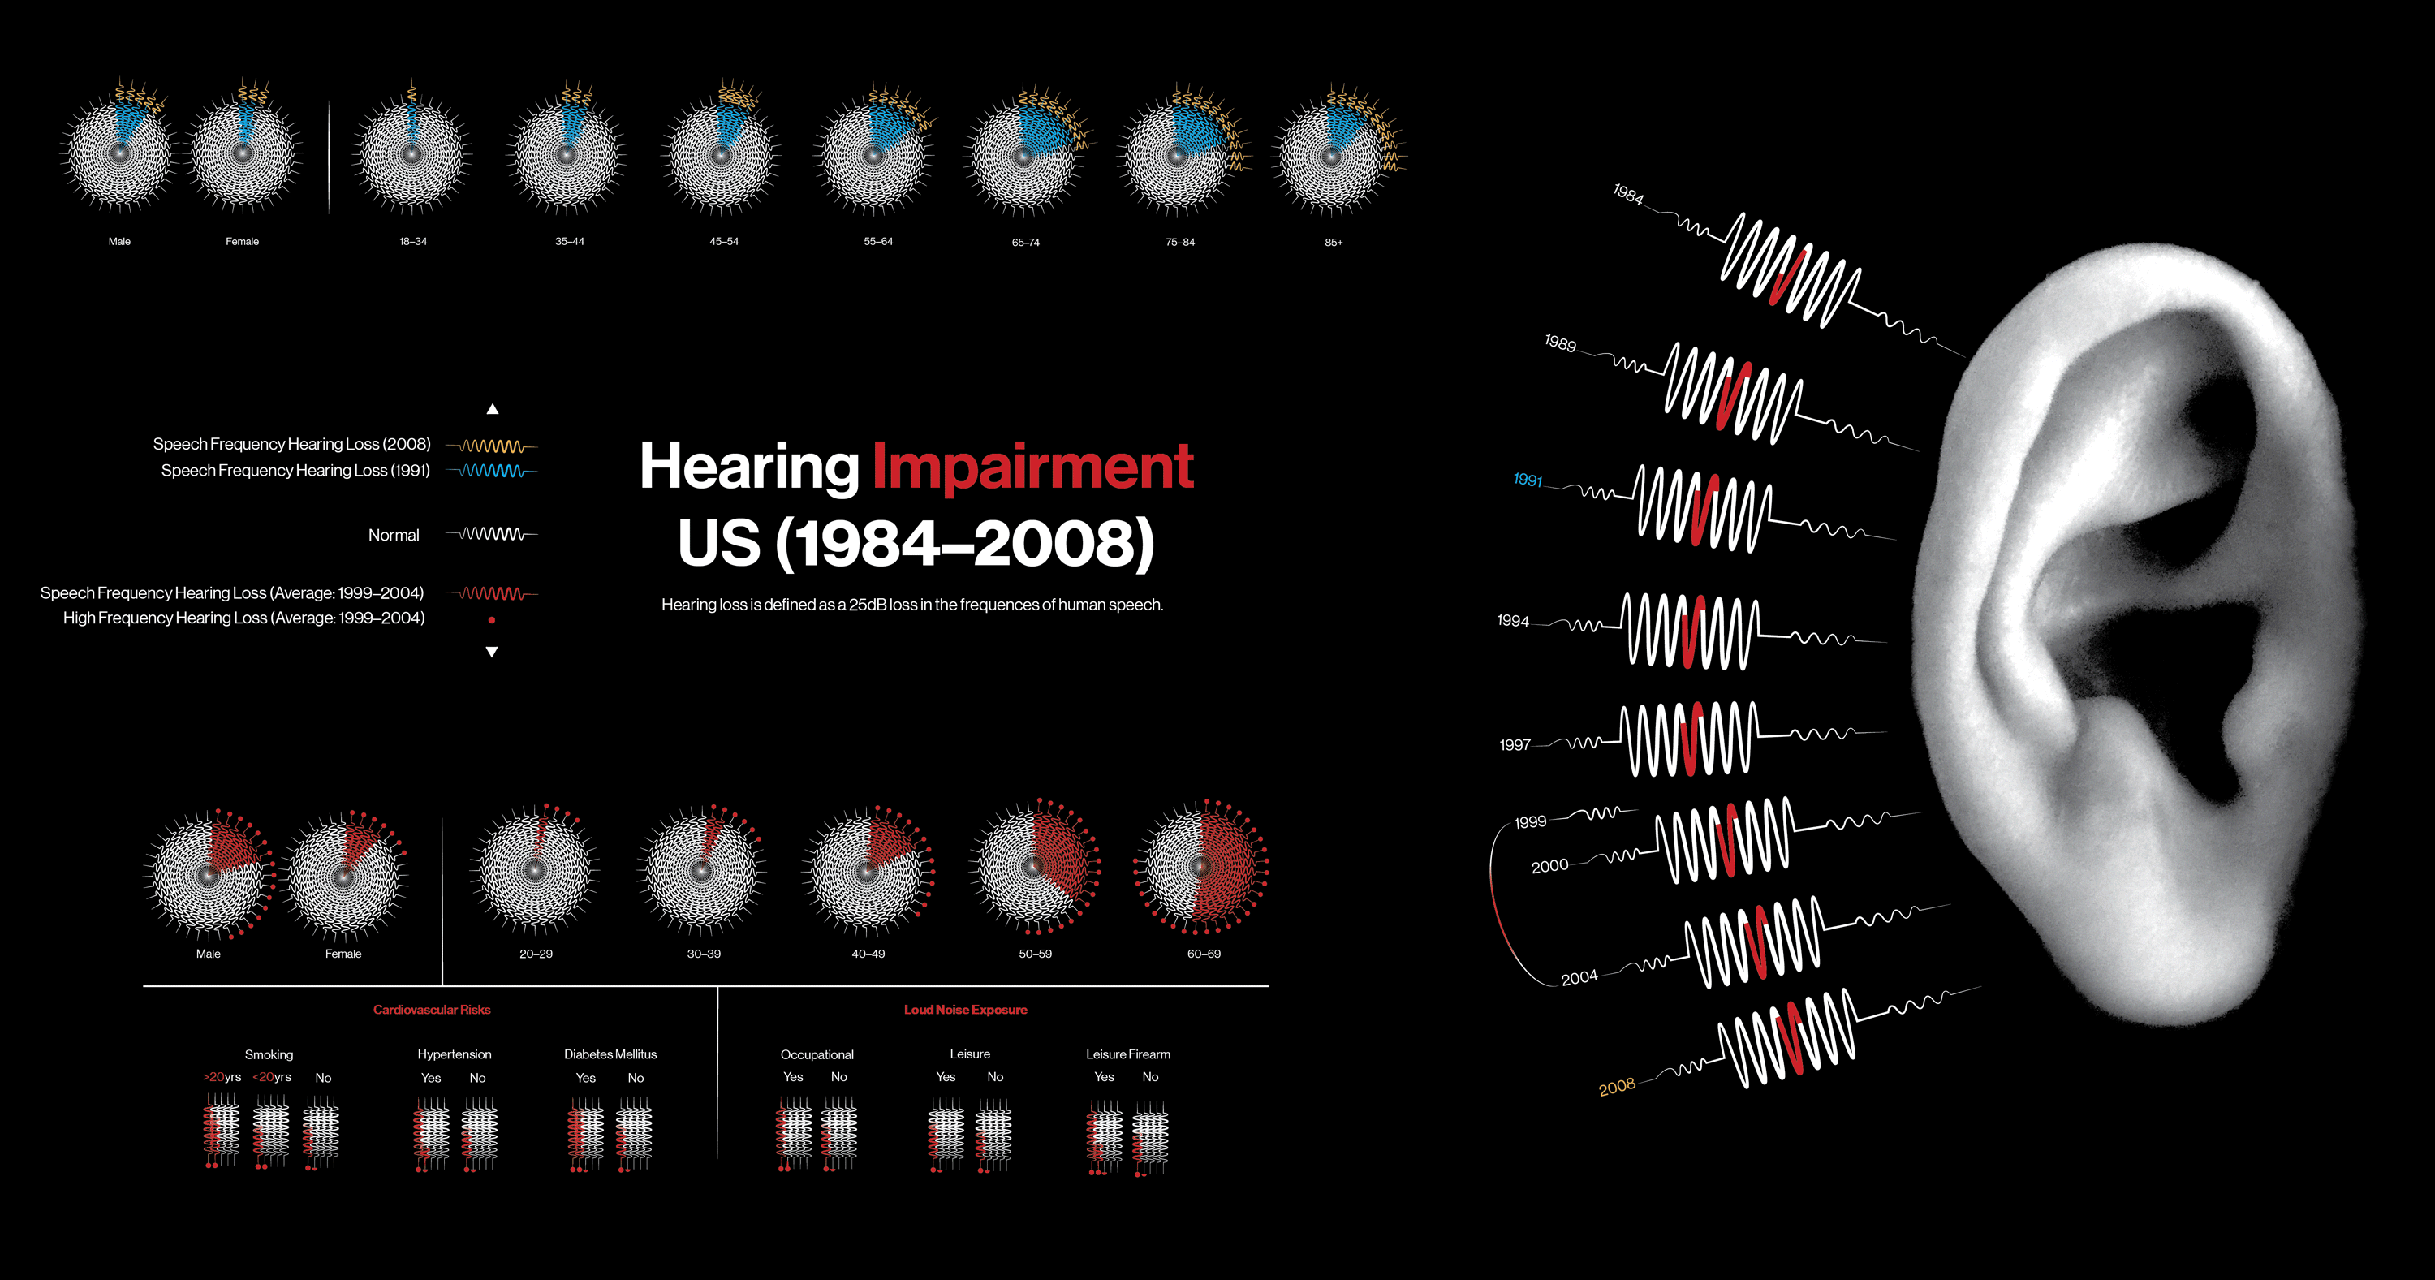 Male Female 18–34 35–44 45–54 55–64 65–74 75–84 85+
Speech Frequency Hearing Loss (2008)
Speech Frequency Hearing Loss (1991)
Normal
Speech Frequency Hearing Loss (Average: 1999–2004)
High Frequency Hearing Loss (Average: 1999–2004)
Hearing Impairment
US (1984–2008)
Hearing loss is defined as a 25dB loss in the frequences of human speech.
Male Female 20–29 30–39 40–49 50–59 60–69
Cardiovascular Risks
Smoking Hypertension Diabetes Mellitus
>20yrs <20yrs No Yes No Yes No
Loud Noise Exposure
Occupational Leisure Leisure Firearm
Yes No Yes No Yes No
1984
1989
1991
1994
1997
1999
2000
2004
2008